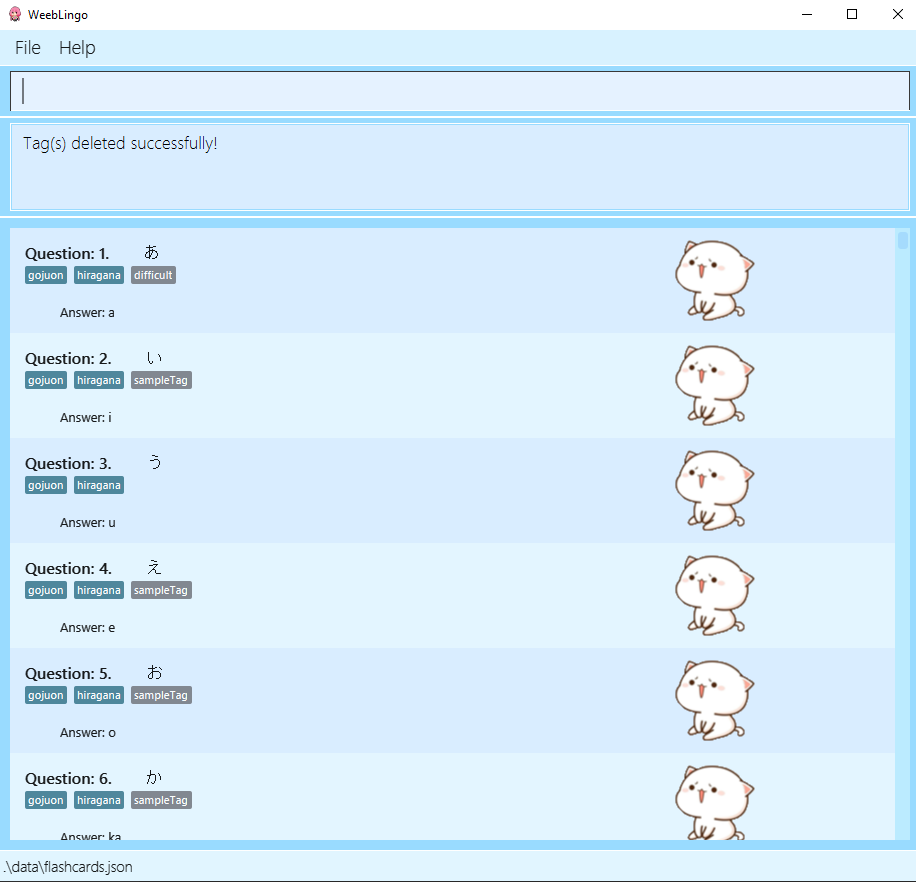 WeebLingo
File Help
Tag(s) deleted successfully!
Question: 1. あ
gojuon hiragana difficult
Answer: a
Question: 2. い
gojuon hiragana sampleTag
Answer: i
Question: 3. う
gojuon hiragana
Answer: u
Question: 4. え
gojuon hiragana sampleTag
Answer: e
Question: 5. お
gojuon hiragana sampleTag
Answer: o
Question: 6. か
gojuon hiragana sampleTag
Answer: ka
.\data\flashcards.json